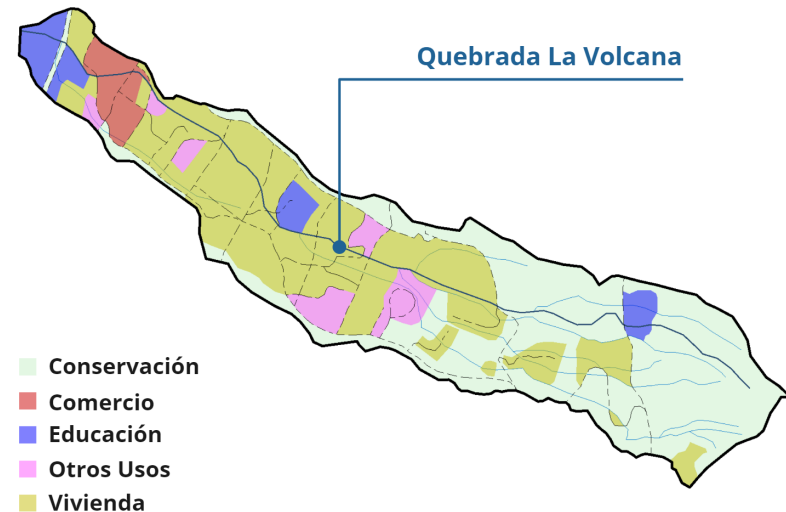 Quebrada La Volcana
Conservación
Comercio
Educación
Otros Usos
Vivienda